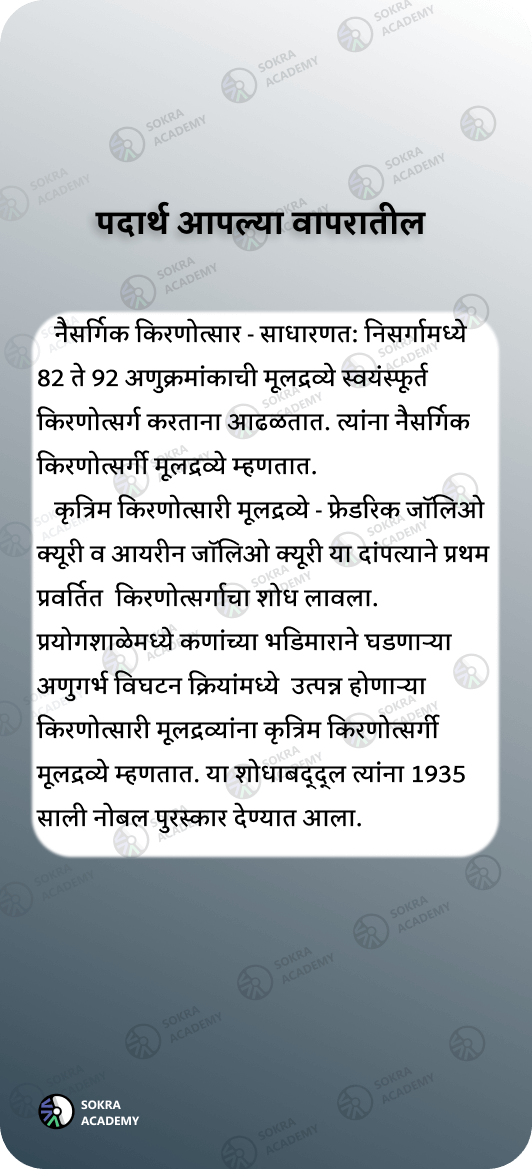 पदार्थ आपल्या वापरातील
नैसर्गिक किरणोत्सार - साधारणत: निसर्गामध्ये
82 ते 92 अणुक्रमांकाची मूलद्रव्ये स्वयंस्फूर्त
किरणोत्सर्ग करताना आढळतात. त्यांना नैसर्गिक
किरणोत्सर्गी मूलद्रव्ये म्हणतात.
कृत्रिम किरणोत्सारी मूलद्रव्ये - फ्रेडरिक जॉलिओ
क्यूरी व आयरीन जॉलिओ क्यूरी या दांपत्याने प्रथम
प्रवर्तित  किरणोत्सर्गाचा शोध लावला.
प्रयोगशाळेमध्ये कणांच्या भडिमाराने घडणाऱ्या
अणुगर्भ विघटन क्रियांमध्ये  उत्पन्न होणाऱ्या
किरणोत्सारी मूलद्रव्यांना कृत्रिम किरणोत्सर्गी
मूलद्रव्ये म्हणतात. या शोधाबद्द्ल त्यांना 1935
साली नोबल पुरस्कार देण्यात आला.
SOKRA
ACADEMY